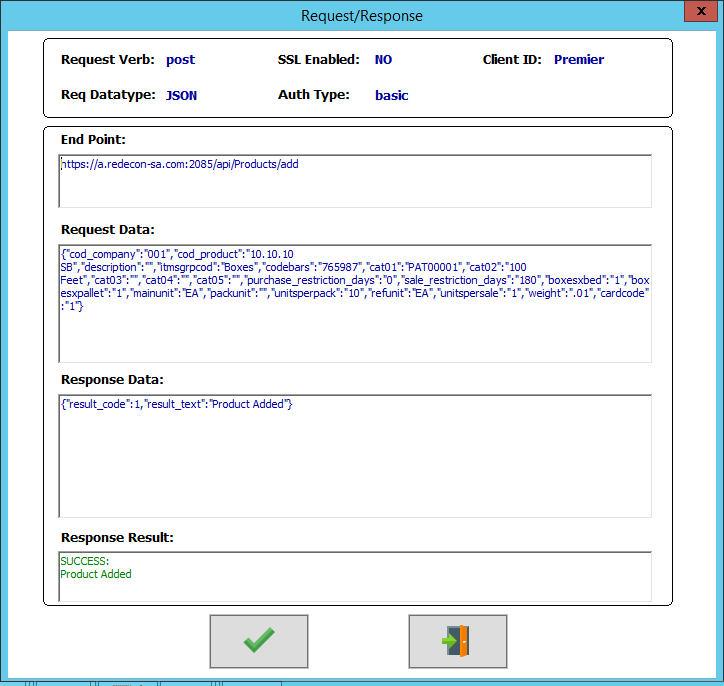 Request/Response
x
Request Verb: post SSL Enabled: NO Client ID: Premier
Req Datatype: JSON Auth Type: basic
End Point:
https://a.redecon-sa.com:2085/api/Products/add
Request Data:
{"cod_company":"001","cod_product":"10.10.10
SB","description":"","itmsgrpcod":"Boxes","codebars":"765987","cat01":"PAT00001","cat02":"100
Feet","cat03":"","cat04":"","cat05":"","purchase_restriction_days":"0","sale_restriction_days":"180","boxesxbed":"1","bo
xesxpallet":"1","mainunit":"EA","packunit":"","unitsperpack":"10","refunit":"EA","unitspersale":"1","weight":".01","cardcode"
:"1"}
Response Data:
{"result_code":1,"result_text":"Product Added"}
Response Result:
SUCCESS:
Product Added